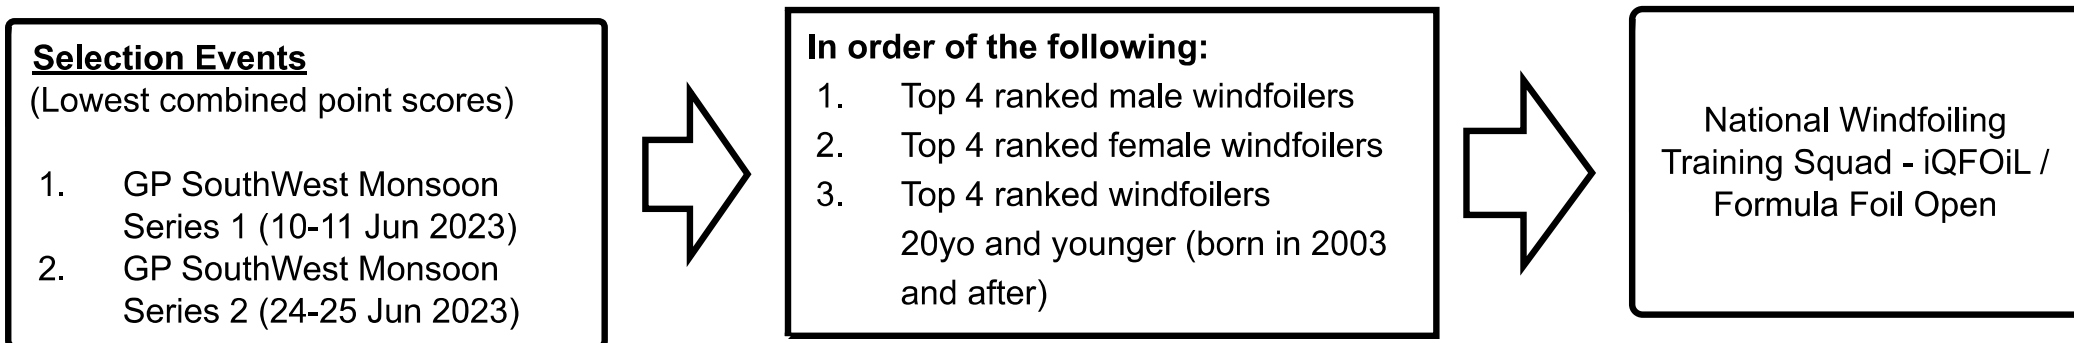 Selection Events
(Lowest combined point scores)
1. GP SouthWest Monsoon
Series 1 (10-11 Jun 2023)
2. GP SouthWest Monsoon
Series 2 (24-25 Jun 2023)
In order of the following:
1. Top 4 ranked male windfoilers
2. Top 4 ranked female windfoilers
3. Top 4 ranked windfoilers
20yo and younger (born in 2003
and after)
National Windfoiling
Training Squad - iQFOiL /
Formula Foil Open